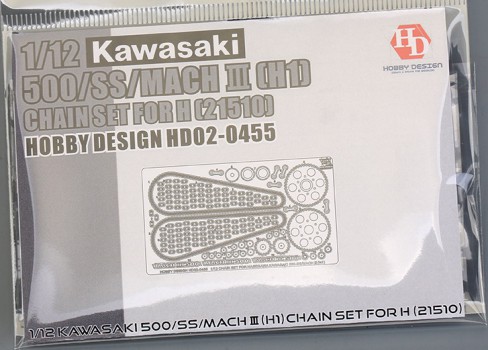 1/12 Kawasaki
500/SS/MACH III (H1)
CHAIN SET FOR H (21510)
HOBBY DESIGN HD02-0455
HD
HOBBY DESIGN
1/12 KAWASAKI 500/SS/MACH III (H1) CHAIN SET FOR H (21510)